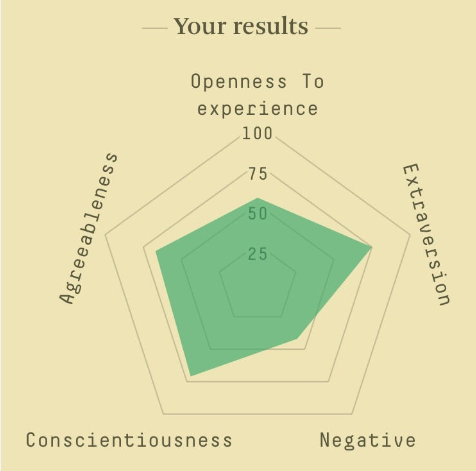 Your results
Openness To
experience
100
75
50
25
Extraversion
Agreeableness
Conscientiousness
Negative